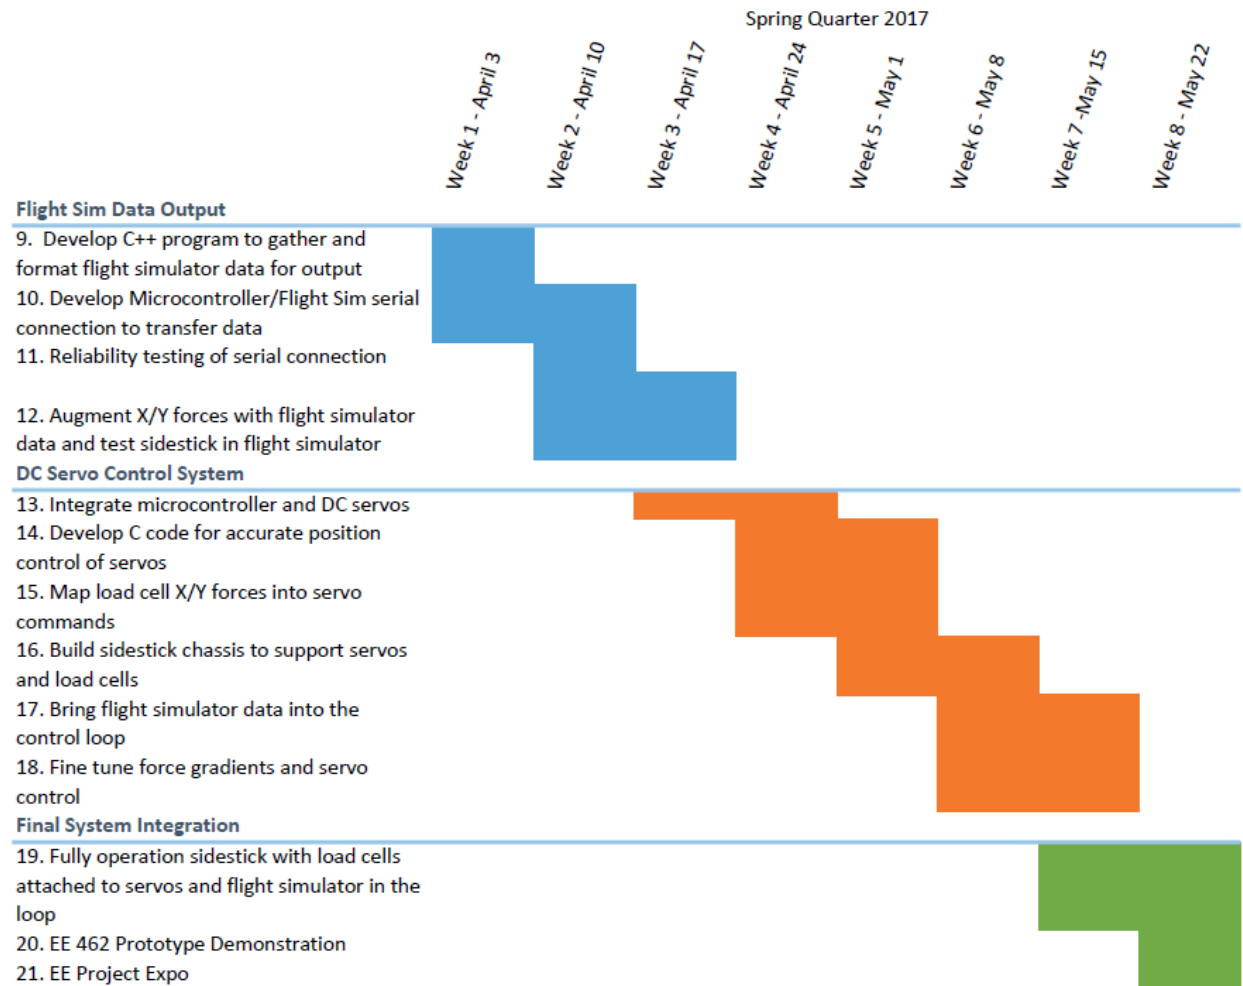 Spring Quarter 2017
Week 1 - April 3
Week 2 - April 10
Week 3 - April 17
Week 4 - April 24
Week 5 - May 1
Week 6 - May 8
Week 7 -May 15
Week 8 - May 22
Flight Sim Data Output
9.  Develop C++ program to gather and
format flight simulator data for output
10. Develop Microcontroller/Flight Sim serial
connection to transfer data
11. Reliability testing of serial connection
12. Augment X/Y forces with flight simulator
data and test sidestick in flight simulator
DC Servo Control System
13. Integrate microcontroller and DC servos
14. Develop C code for accurate position
control of servos
15. Map load cell X/Y forces into servo
commands
16. Build sidestick chassis to support servos
and load cells
17. Bring flight simulator data into the
control loop
18. Fine tune force gradients and servo
control
Final System Integration
19. Fully operation sidestick with load cells
attached to servos and flight simulator in the
loop
20. EE 462 Prototype Demonstration
21. EE Project Expo